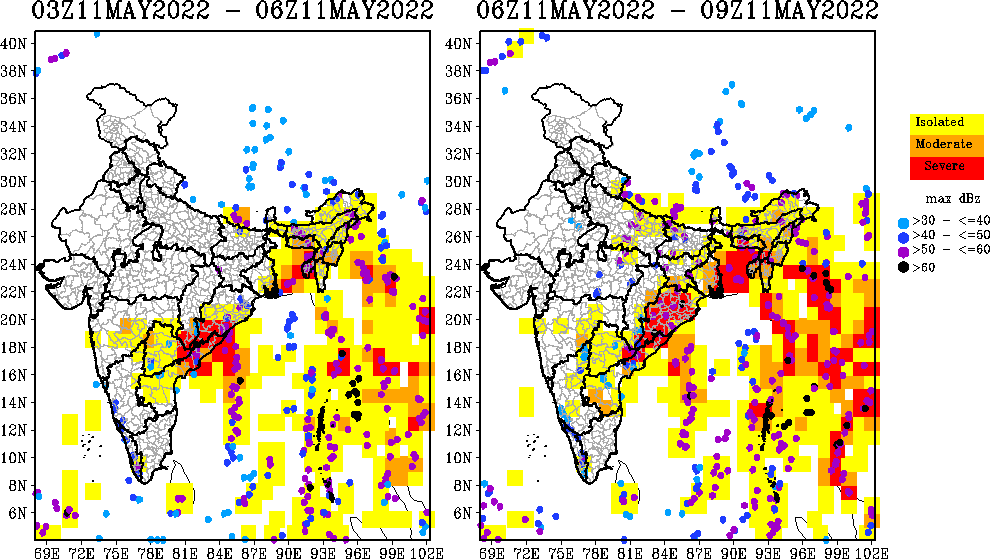 03Z11MAY2022 – 06Z11MAY2022
40N
38N
36N
34N
32N
30N
28N
26N
24N
22N
20N
18N
16N
14N
12N
10N
8N
6N
69E 72E 75E 78E 81E 84E 87E 90E 93E 96E 99E 102E
06Z11MAY2022 – 09Z11MAY2022
40N
38N
36N
34N
32N
30N
28N
26N
24N
22N
20N
18N
16N
14N
12N
10N
8N
6N
69E 72E 75E 78E 81E 84E 87E 90E 93E 96E 99E 102E
Isolated
Moderate
Severe
max dBz
>30 – <=40
>40 – <=50
>50 – <=60
>60